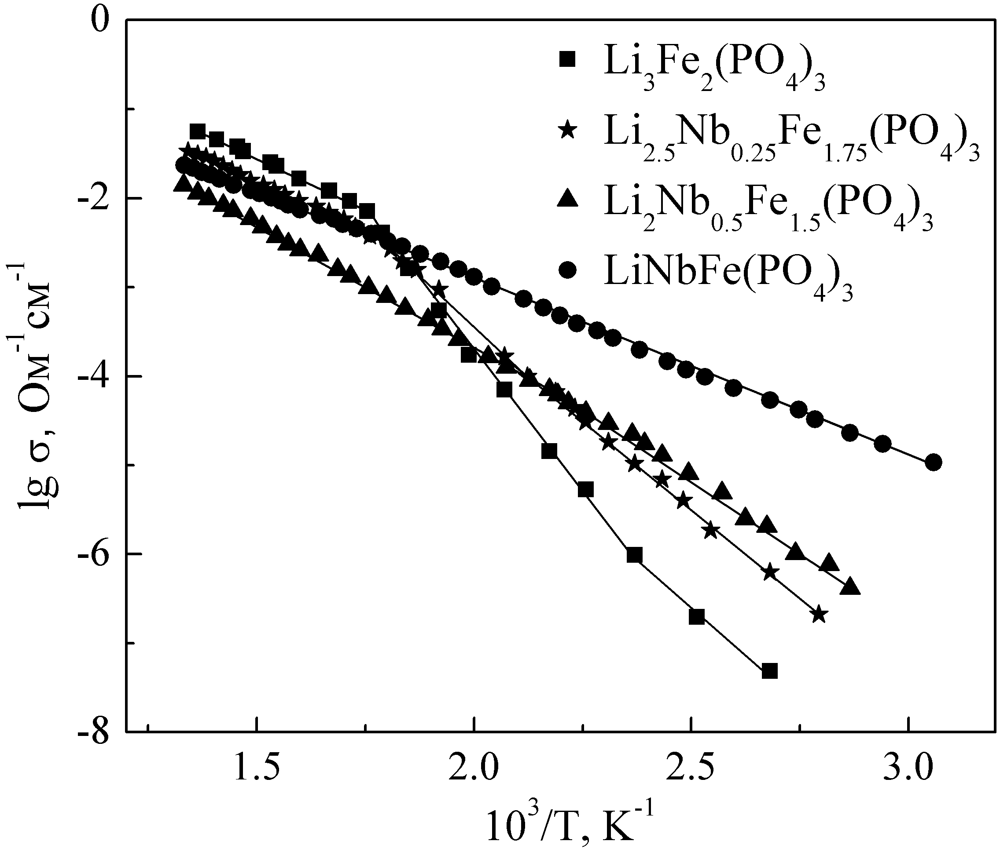 0
-2
-4
-6
-8
lg σ, Ом⁻¹см⁻¹
Li₃Fe₂(PO₄)₃
Li₂.₅Nb₀.₂₅Fe₁.₇₅(PO₄)₃
Li₂Nb₀.₅Fe₁.₅(PO₄)₃
LiNbFe(PO₄)₃
1.5 2.0 2.5 3.0
10³/T, K⁻¹